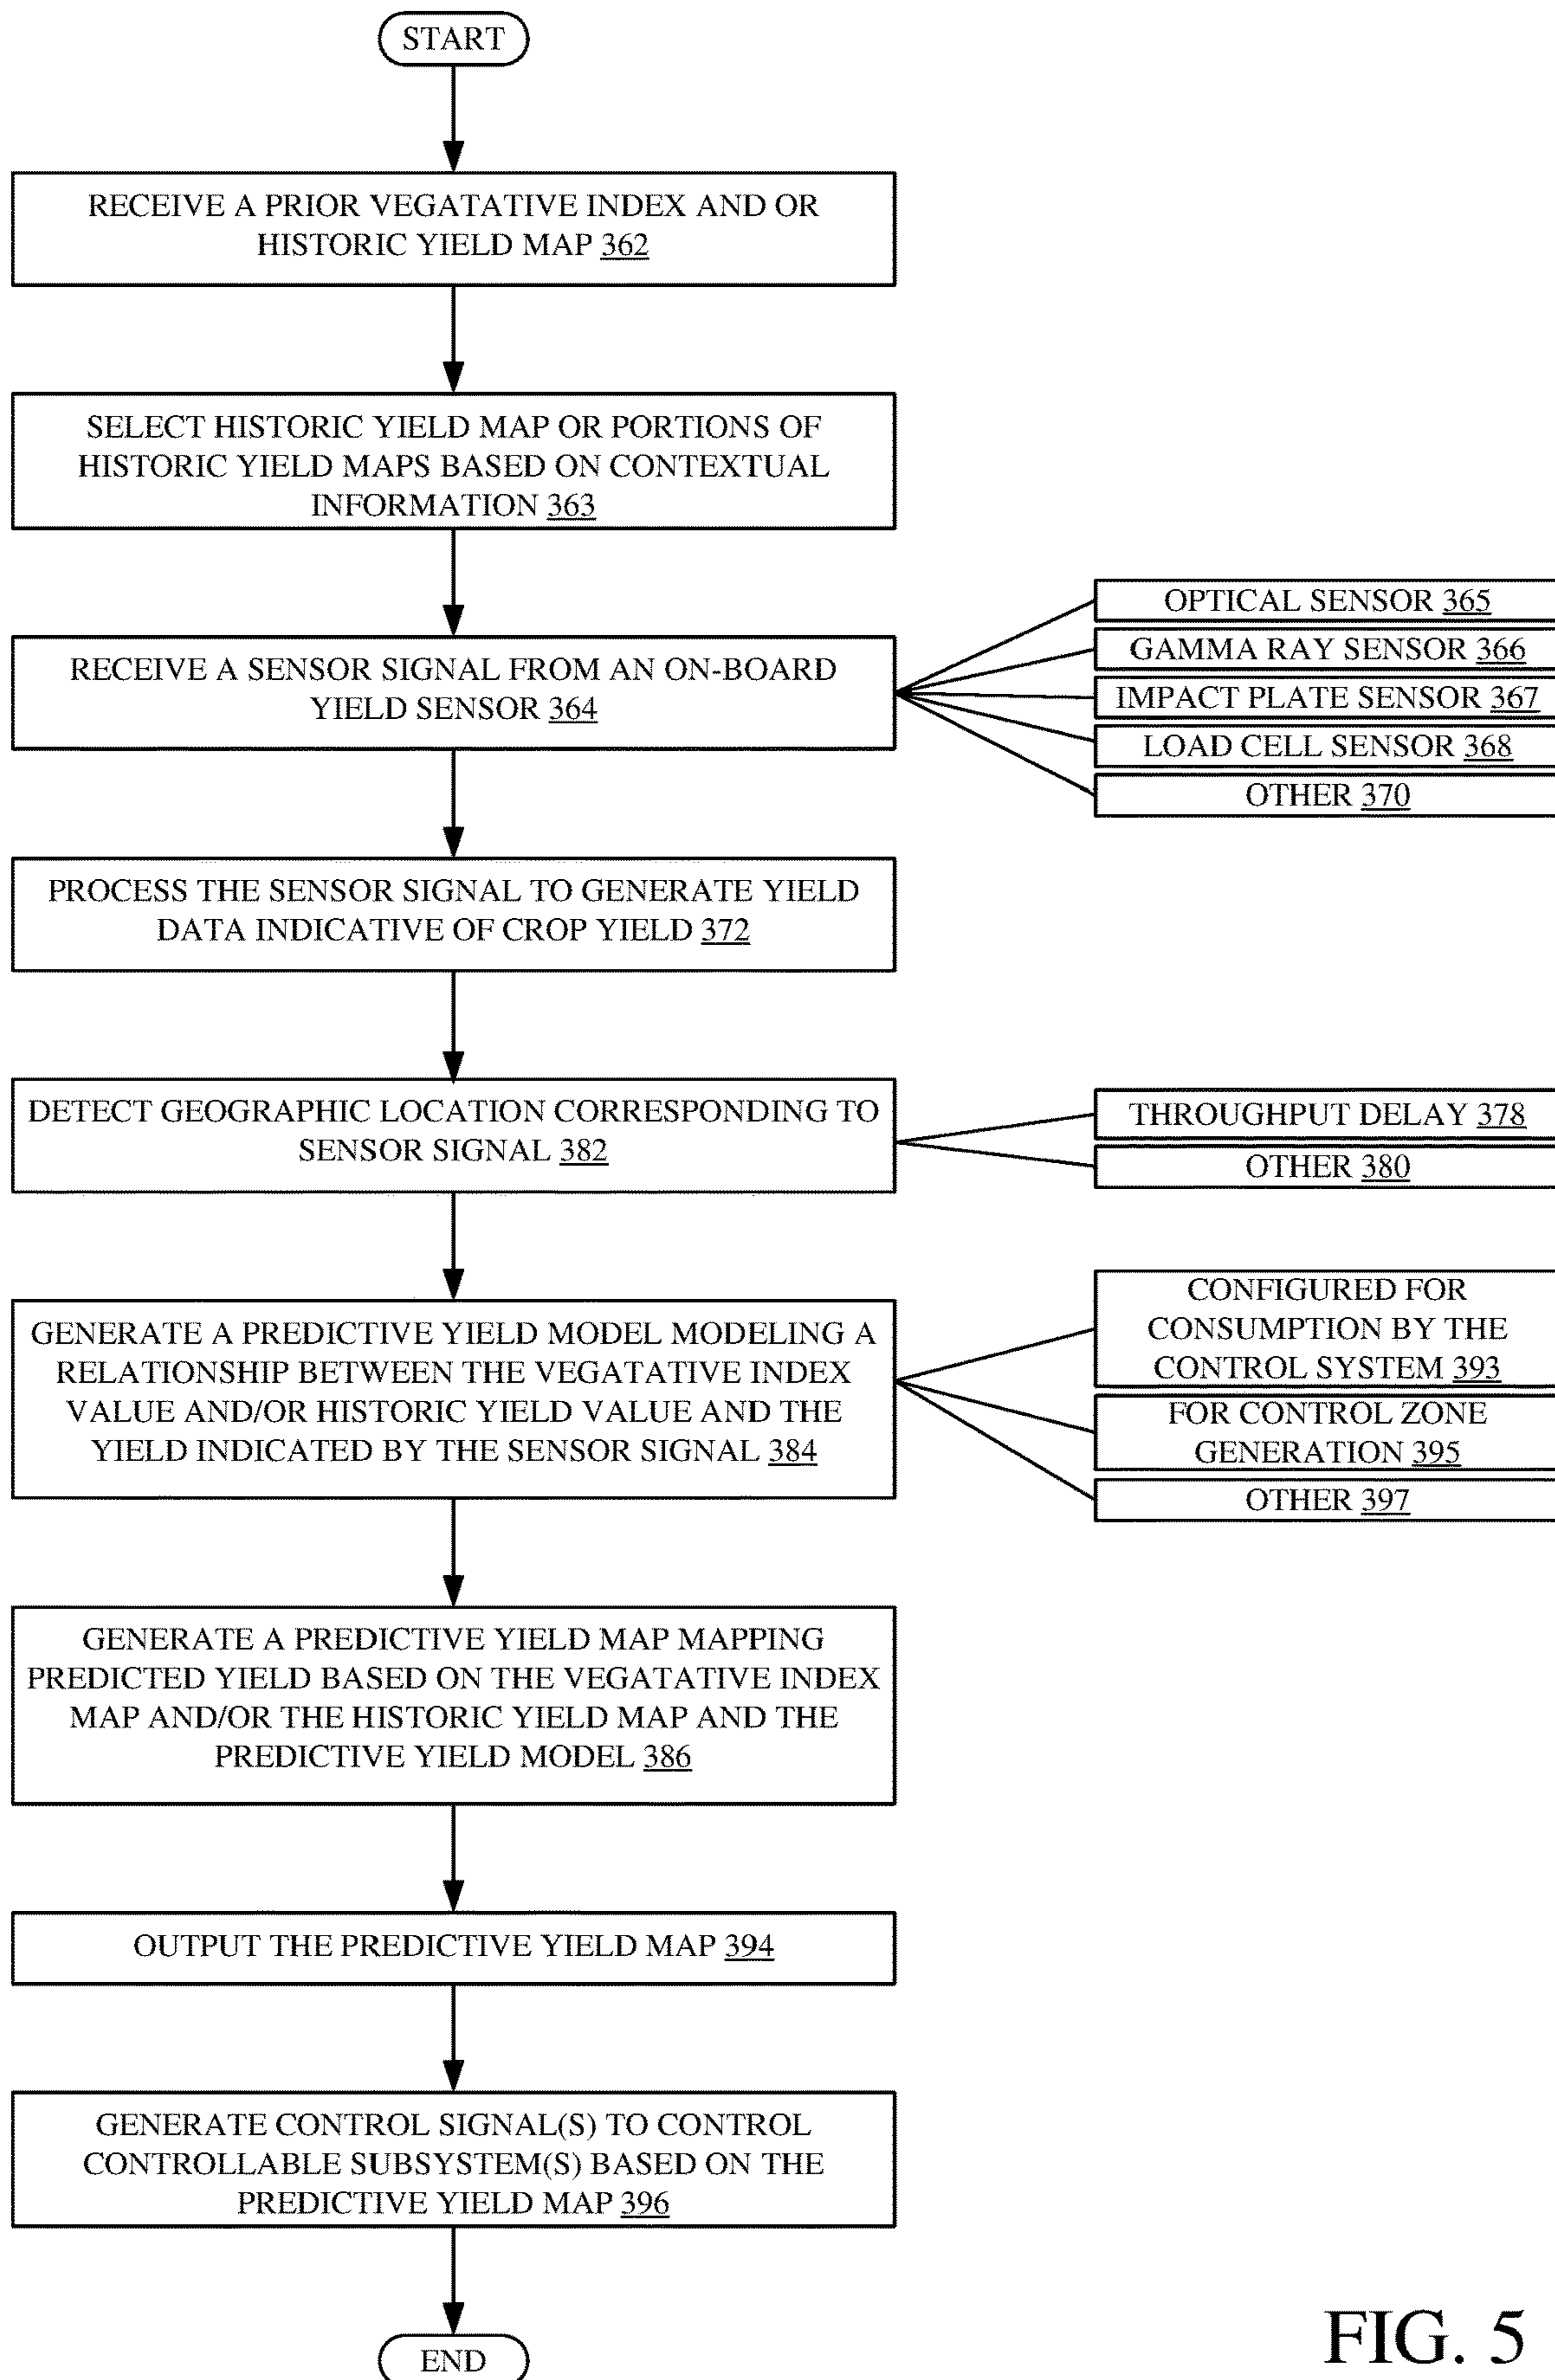 START
RECEIVE A PRIOR VEGATATIVE INDEX AND OR
HISTORIC YIELD MAP 362
SELECT HISTORIC YIELD MAP OR PORTIONS OF
HISTORIC YIELD MAPS BASED ON CONTEXTUAL
INFORMATION 363
RECEIVE A SENSOR SIGNAL FROM AN ON-BOARD
YIELD SENSOR 364
OPTICAL SENSOR 365
GAMMA RAY SENSOR 366
IMPACT PLATE SENSOR 367
LOAD CELL SENSOR 368
OTHER 370
PROCESS THE SENSOR SIGNAL TO GENERATE YIELD
DATA INDICATIVE OF CROP YIELD 372
DETECT GEOGRAPHIC LOCATION CORRESPONDING TO
SENSOR SIGNAL 382
THROUGHPUT DELAY 378
OTHER 380
GENERATE A PREDICTIVE YIELD MODEL MODELING A
RELATIONSHIP BETWEEN THE VEGATATIVE INDEX
VALUE AND/OR HISTORIC YIELD VALUE AND THE
YIELD INDICATED BY THE SENSOR SIGNAL 384
CONFIGURED FOR
CONSUMPTION BY THE
CONTROL SYSTEM 393
FOR CONTROL ZONE
GENERATION 395
OTHER 397
GENERATE A PREDICTIVE YIELD MAP MAPPING
PREDICTED YIELD BASED ON THE VEGATATIVE INDEX
MAP AND/OR THE HISTORIC YIELD MAP AND THE
PREDICTIVE YIELD MODEL 386
OUTPUT THE PREDICTIVE YIELD MAP 394
GENERATE CONTROL SIGNAL(S) TO CONTROL
CONTROLLABLE SUBSYSTEM(S) BASED ON THE
PREDICTIVE YIELD MAP 396
END
FIG. 5